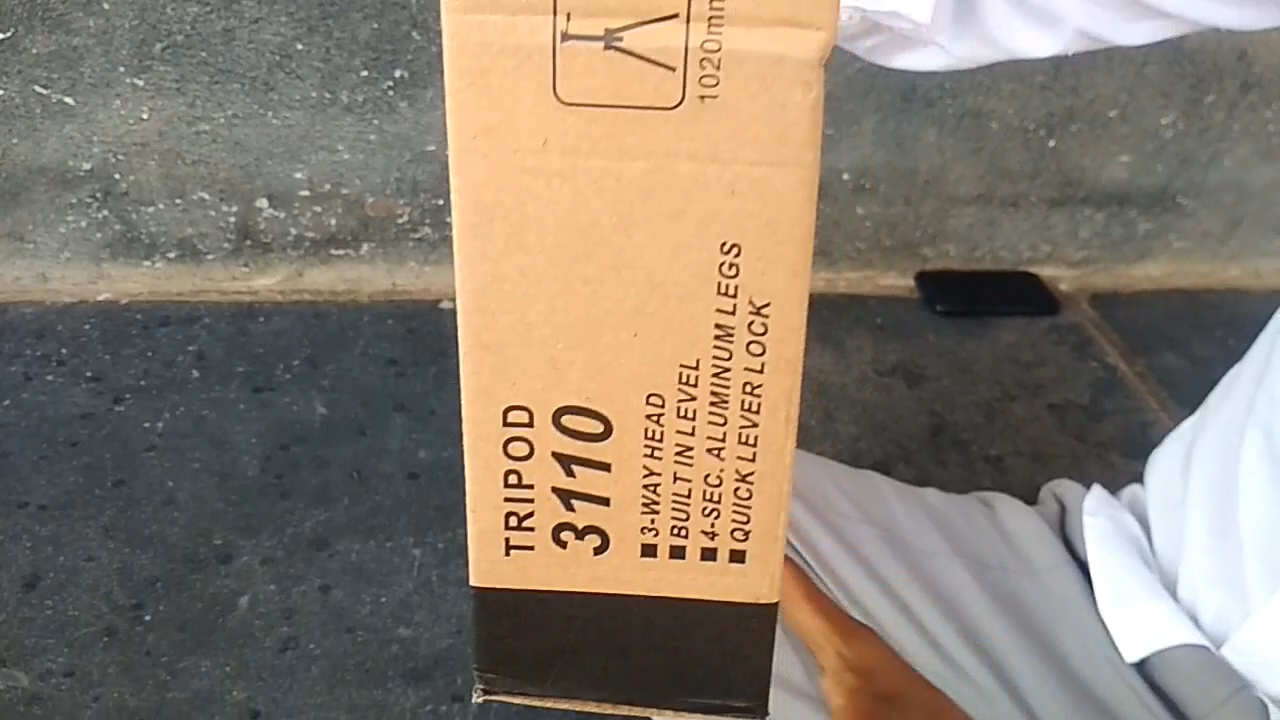 TRIPOD
3110
■ 3-WAY HEAD
■ BUILT IN LEVEL
■ 4-SEC. ALUMINUM LEGS
■ QUICK LEVER LOCK
1020mm